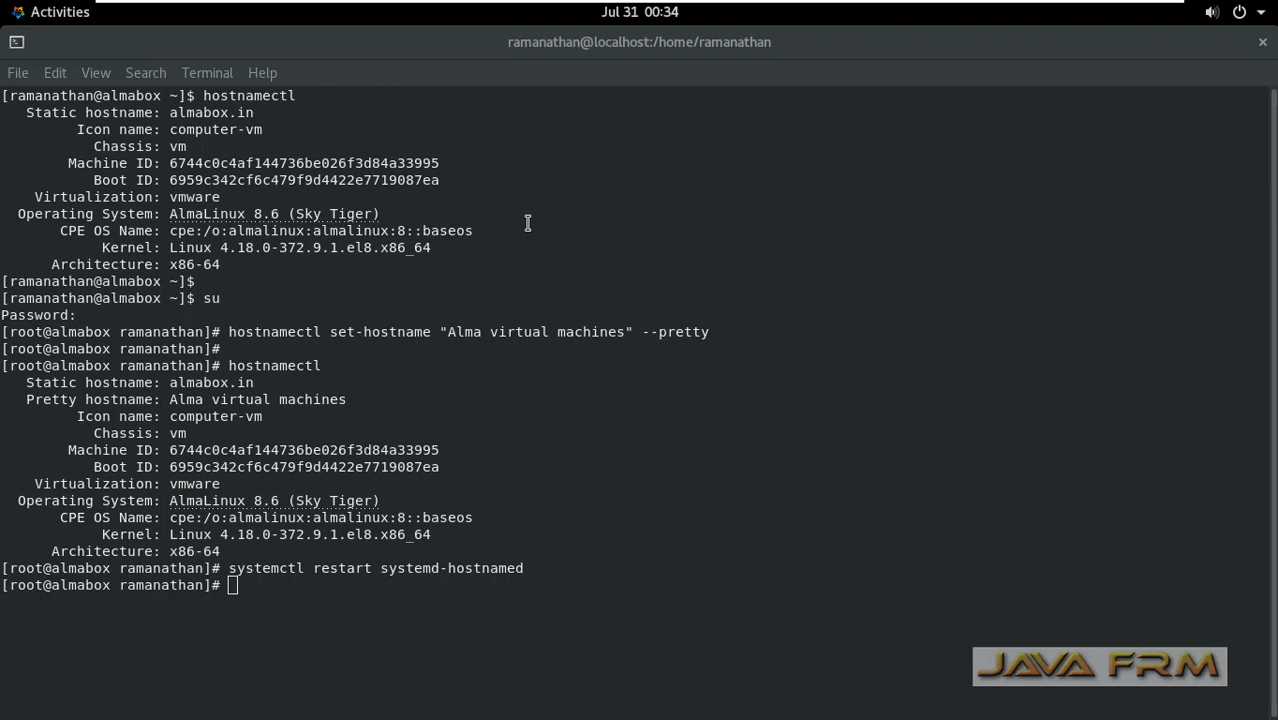 Activities
Jul 31 00:34
ramanathan@localhost:/home/ramanathan
×
File Edit View Search Terminal Help
[ramanathan@almabox ~]$ hostnamectl
   Static hostname: almabox.in
         Icon name: computer-vm
           Chassis: vm
        Machine ID: 6744c0c4af144736be026f3d84a33995
           Boot ID: 6959c342cf6c479f9d4422e7719087ea
    Virtualization: vmware
  Operating System: AlmaLinux 8.6 (Sky Tiger)
       CPE OS Name: cpe:/o:almalinux:almalinux:8::baseos
            Kernel: Linux 4.18.0-372.9.1.el8.x86_64
      Architecture: x86-64
[ramanathan@almabox ~]$
[ramanathan@almabox ~]$ su
Password:
[root@almabox ramanathan]# hostnamectl set-hostname "Alma virtual machines" --pretty
[root@almabox ramanathan]#
[root@almabox ramanathan]# hostnamectl
   Static hostname: almabox.in
   Pretty hostname: Alma virtual machines
         Icon name: computer-vm
           Chassis: vm
        Machine ID: 6744c0c4af144736be026f3d84a33995
           Boot ID: 6959c342cf6c479f9d4422e7719087ea
    Virtualization: vmware
  Operating System: AlmaLinux 8.6 (Sky Tiger)
       CPE OS Name: cpe:/o:almalinux:almalinux:8::baseos
            Kernel: Linux 4.18.0-372.9.1.el8.x86_64
      Architecture: x86-64
[root@almabox ramanathan]# systemctl restart systemd-hostnamed
[root@almabox ramanathan]#
JAVA FRM